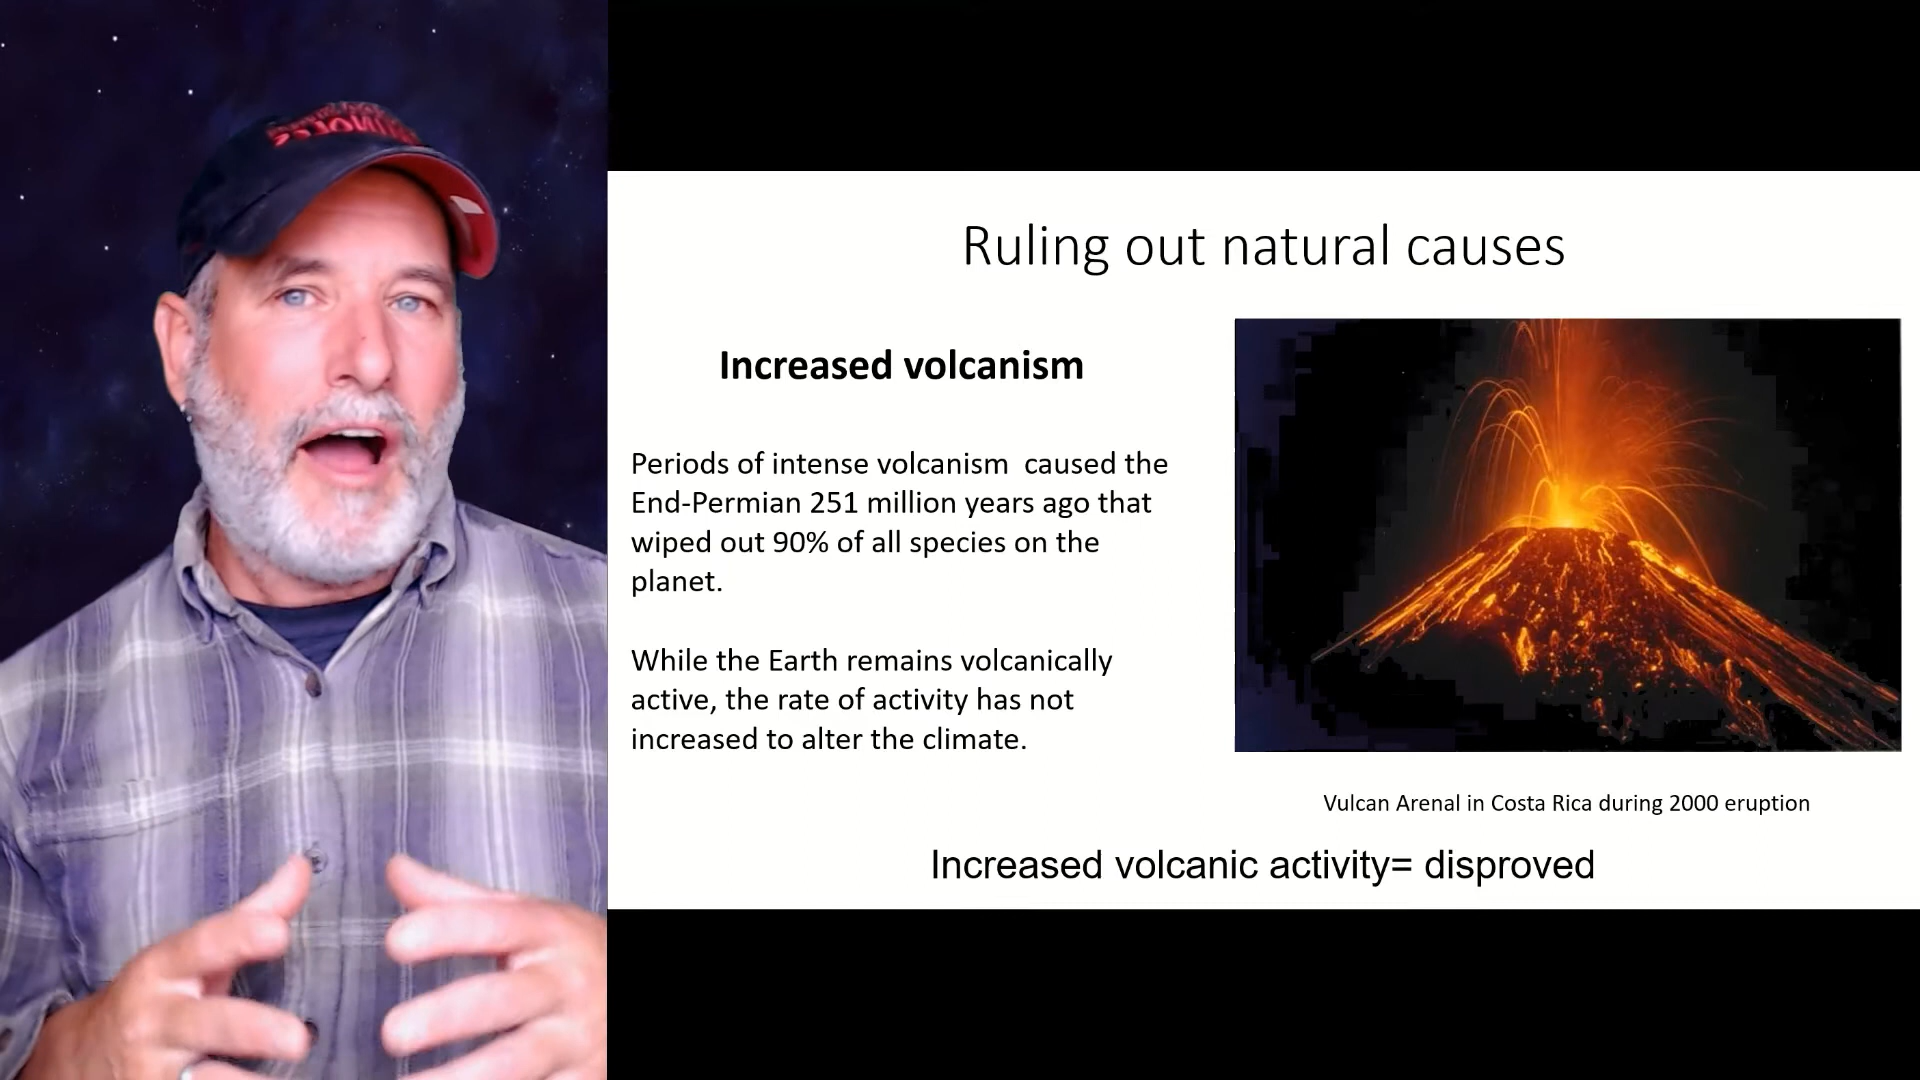 Ruling out natural causes
Increased volcanism
Periods of intense volcanism  caused the
End-Permian 251 million years ago that
wiped out 90% of all species on the
planet.
While the Earth remains volcanically
active, the rate of activity has not
increased to alter the climate.
Vulcan Arenal in Costa Rica during 2000 eruption
Increased volcanic activity= disproved